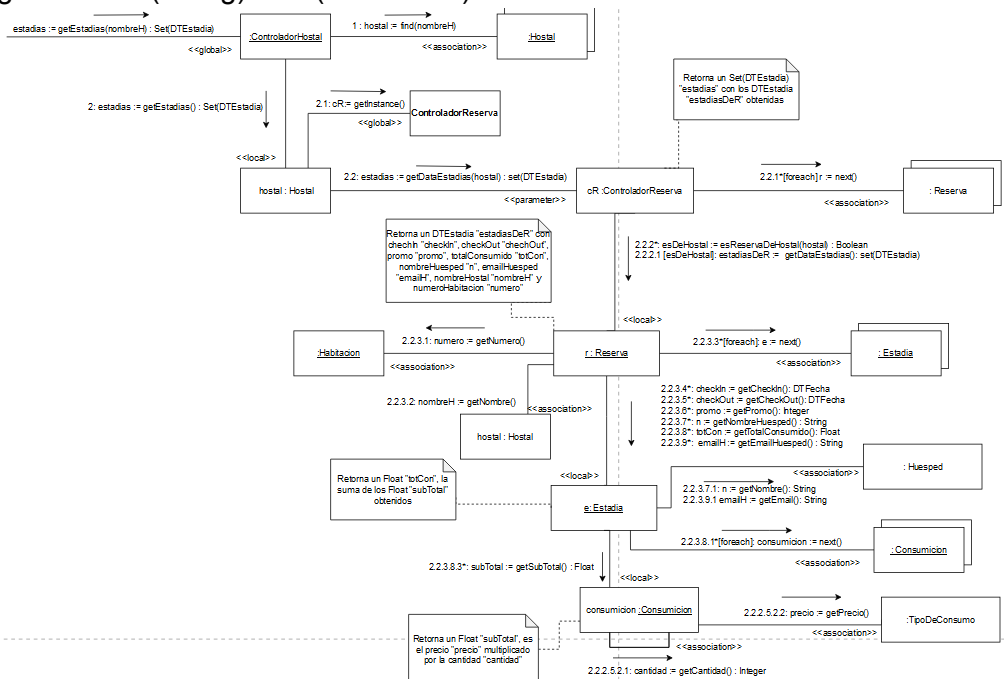 estadias := getEstadias(nombreH) : Set(DTEstadia)
<<global>>
:ControladorHostal
1 : hostal := find(nombreH)
<<association>>
:Hostal
2: estadias := getEstadias() : Set(DTEstadia)
2.1: cR:= getInstance()
<<global>>
ControladorReserva
Retorna un Set(DTEstadia)
"estadias" con los DTEstadia
"estadiasDeR" obtenidas
<<local>>
hostal : Hostal
2.2: estadias := getDataEstadias(hostal) : set(DTEstadia)
<<parameter>>
cR :ControladorReserva
2.2.1*[foreach] r := next()
<<association>>
: Reserva
Retorna un DTEstadia "estadiasDeR" con
chechIn "checkIn", checkOut "chechOut",
promo "promo", totalConsumido "totCon",
nombreHuesped "n", emailHuesped
"emailH", nombreHostal "nombreH" y
numeroHabitacion "numero"
2.2.2*: esDeHostal := esReservaDeHostal(hostal) : Boolean
2.2.2.1 [esDeHostal]: estadiasDeR := getDataEstadias(): set(DTEstadia)
<<local>>
:Habitacion
2.2.3.1: numero := getNumero()
<<association>>
r : Reserva
2.2.3.3*[foreach]: e := next()
<<association>>
: Estadia
2.2.3.2: nombreH := getNombre()
<<association>>
hostal : Hostal
2.2.3.4*: checkIn := getCheckIn(): DTFecha
2.2.3.5*: checkOut := getCheckOut(): DTFecha
2.2.3.6*: promo := getPromo(): Integer
2.2.3.7*: n := getNombreHuesped() : String
2.2.3.8*: totCon := getTotalConsumido(): Float
2.2.3.9*: emailH := getEmailHuesped() : String
Retorna un Float "totCon", la
suma de los Float "subTotal"
obtenidos
<<local>>
e: Estadia
<<association>>
: Huesped
2.2.3.7.1: n := getNombre(): String
2.2.3.9.1 emailH := getEmail(): String
2.2.3.8.1*[foreach]: consumicion := next()
<<association>>
: Consumicion
2.2.3.8.3*: subTotal := getSubTotal() : Float
<<local>>
consumicion :Consumicion
2.2.2.5.2.2: precio := getPrecio()
<<association>>
:TipoDeConsumo
Retorna un Float "subTotal", es
el precio "precio" multiplicado
por la cantidad "cantidad"
<<association>>
2.2.2.5.2.1: cantidad := getCantidad() : Integer